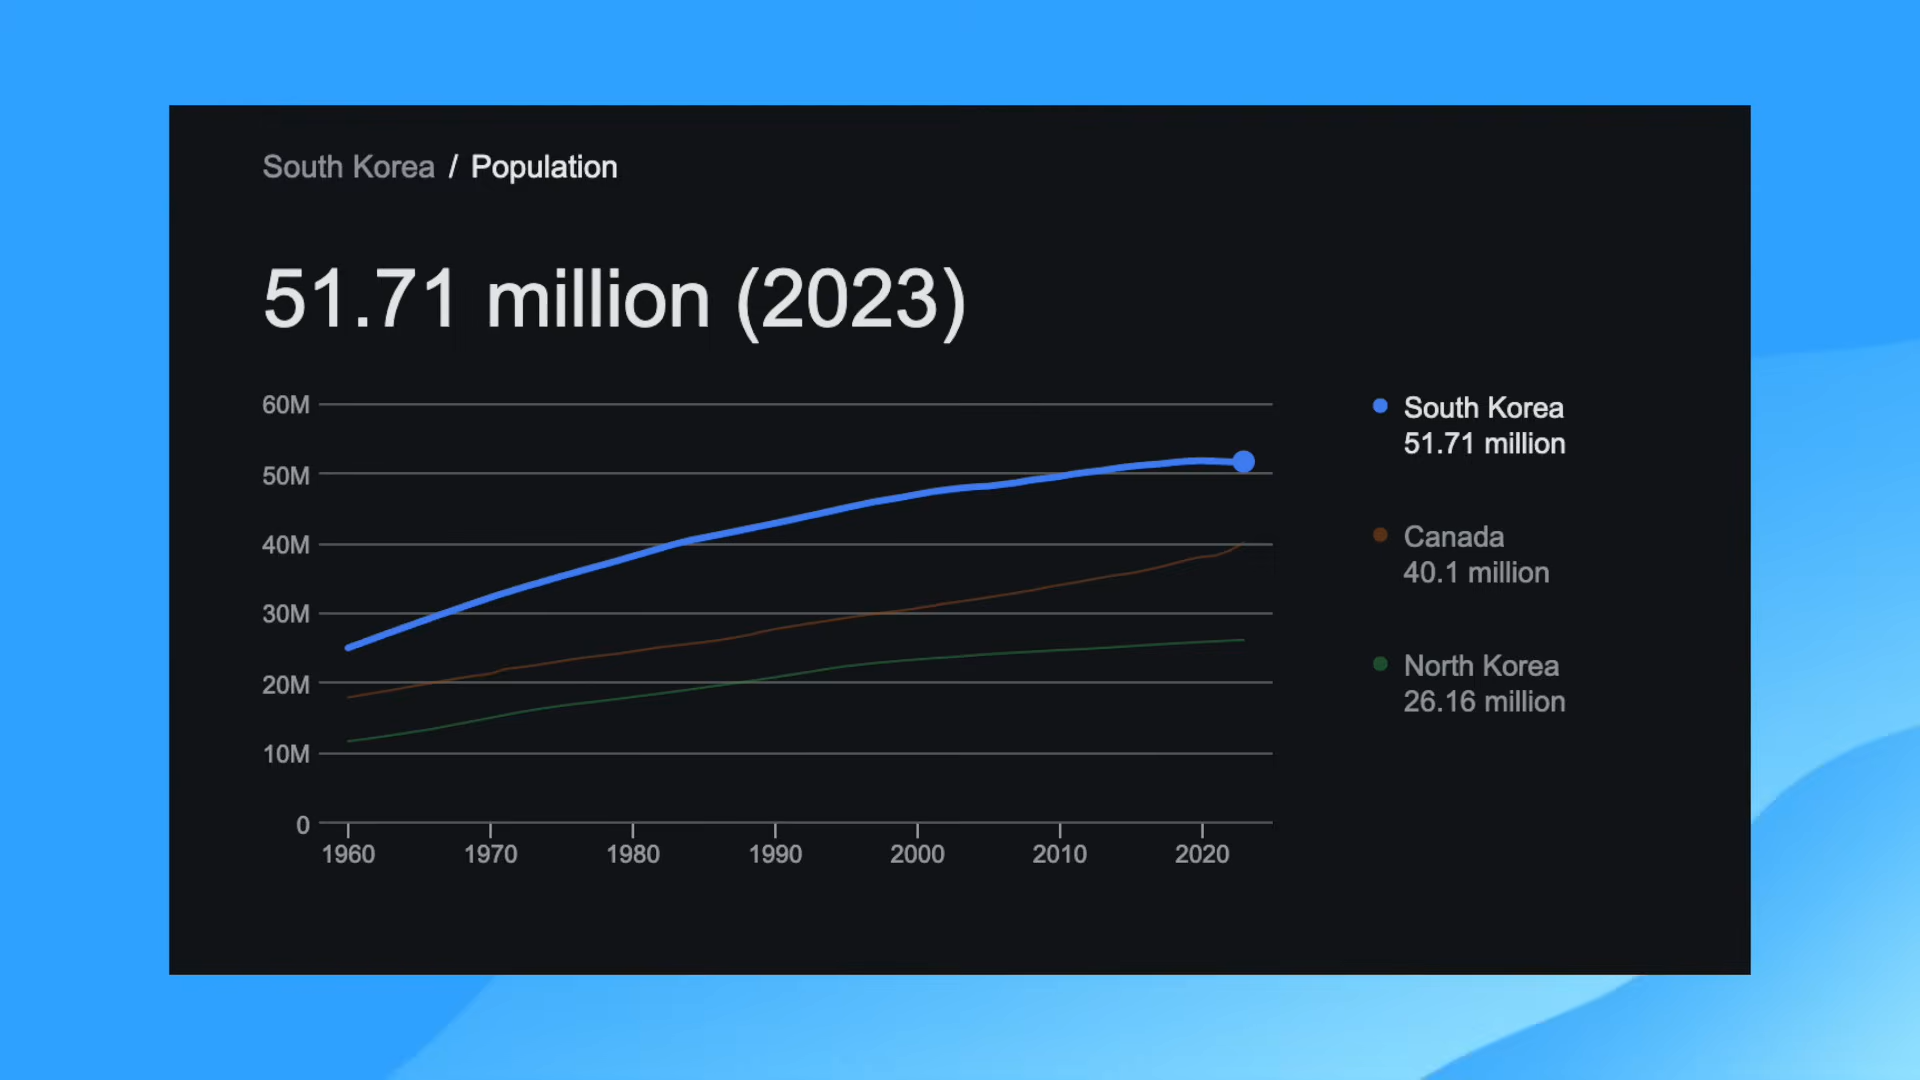 South Korea / Population
51.71 million (2023)
60M
50M
40M
30M
20M
10M
0
1960 1970 1980 1990 2000 2010 2020
South Korea
51.71 million
Canada
40.1 million
North Korea
26.16 million